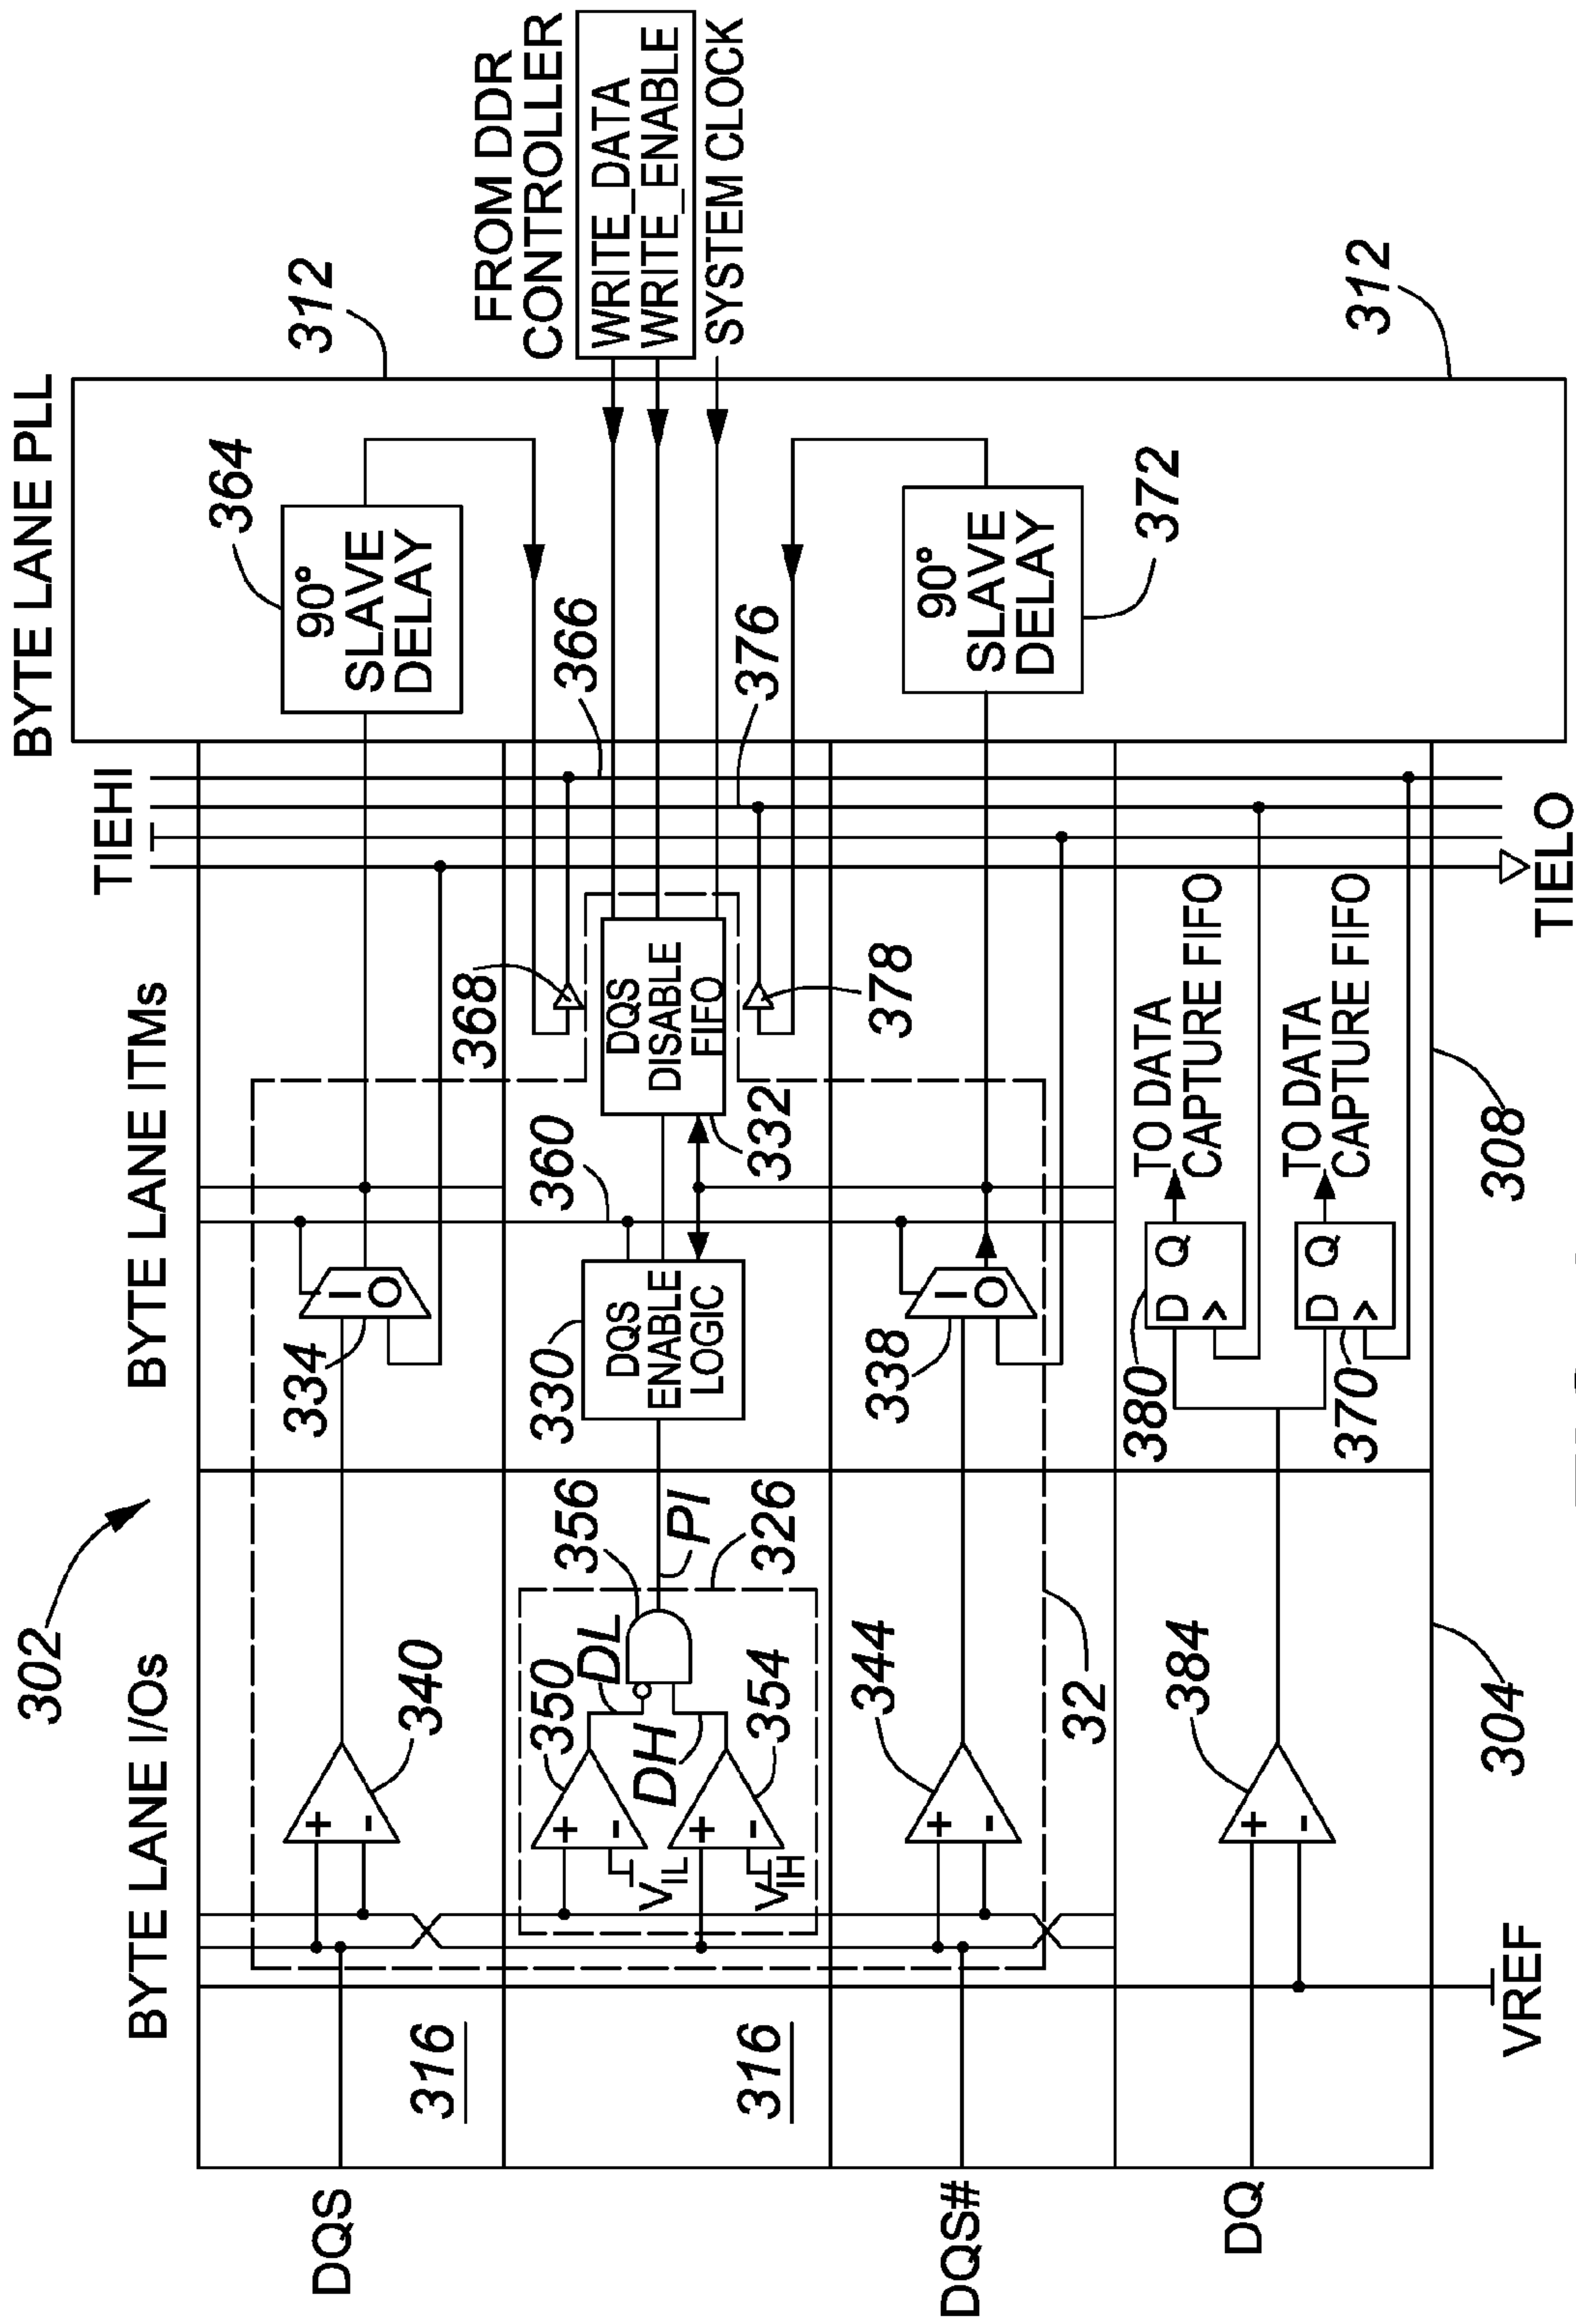 302
BYTE LANE I/Os
BYTE LANE ITMs
BYTE LANE PLL
TIEHI
312
364
90°
SLAVE
DELAY
FROM DDR
CONTROLLER
WRITE_DATA
WRITE_ENABLE
SYSTEM CLOCK
DQS
316
+
-
340
334
I
O
368
366
360
350
DL
356
+
-
V IL
DH
+
-
V IH
354
PI
326
330
DQS
ENABLE
LOGIC
332
DQS
DISABLE
FIFO
376
378
316
DQS#
+
-
344
338
I
O
90°
SLAVE
DELAY
372
32
DQ
+
-
384
380
D Q
>
TO DATA
CAPTURE FIFO
370
D Q
>
TO DATA
CAPTURE FIFO
312
VREF
304
308
TIELO